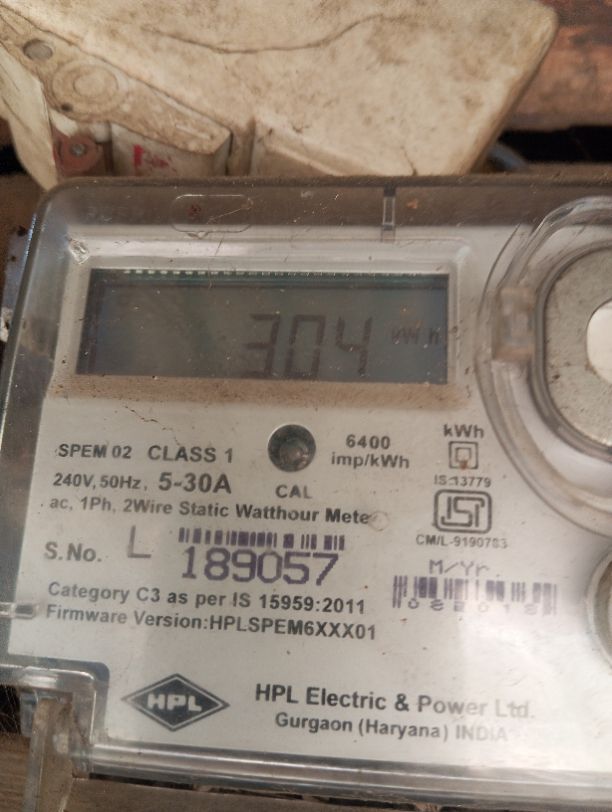 304 kWh
SPEM 02 CLASS 1
240V, 50Hz, 5-30A
CAL
6400
imp/kWh
kWh
IS:13779
ISI
CM/L-9190783
ac, 1Ph, 2Wire Static Watthour Meter
S.No. L 189057
M/Yr.
Category C3 as per IS 15959:2011
Firmware Version:HPLSPEM6XXX01
HPL
HPL Electric & Power Ltd.
Gurgaon (Haryana) INDIA